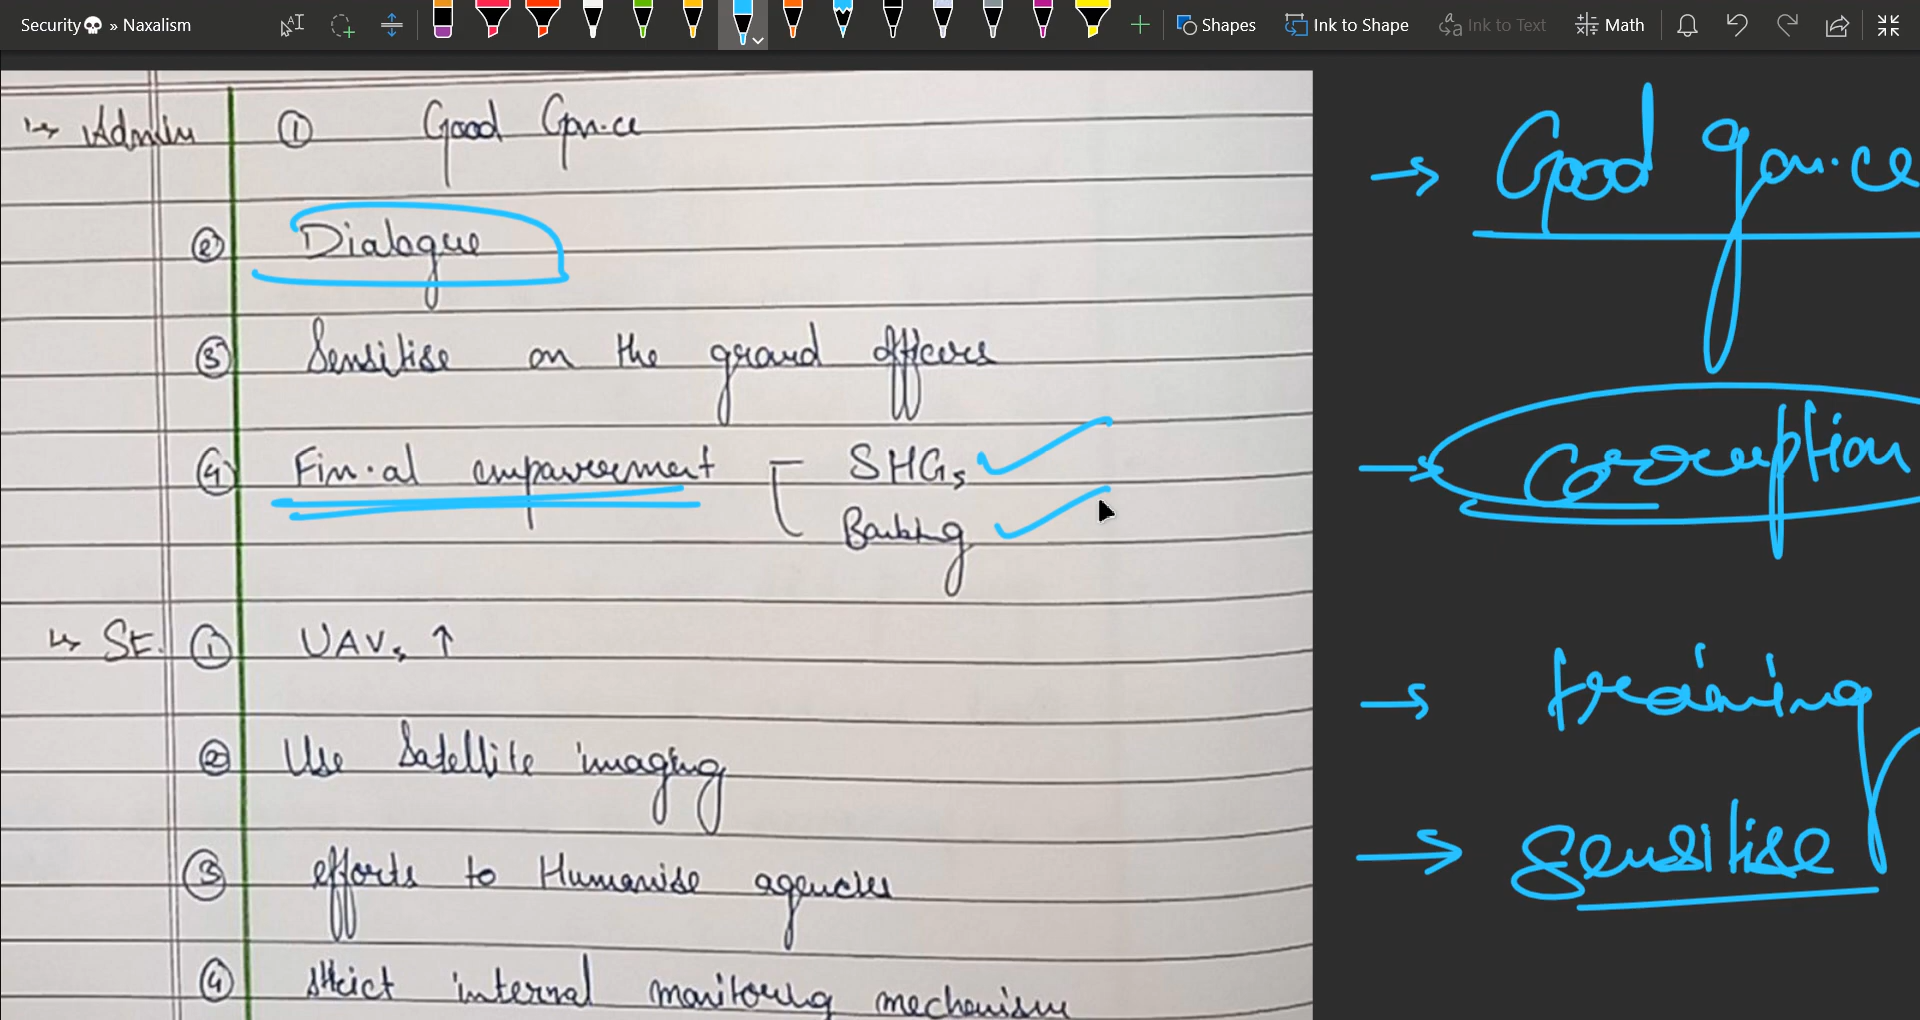 Security💀 » Naxalism
Shapes
Ink to Shape
Ink to Text
Math
↳ Admin ① Good Gov.ce
② Dialogue
③ Sensitise on the ground officers
④ Fin.al empowerment [ SHGs ✓
Banking ✓
↳ SF. ① UAVs ↑
② Use Satellite imaging
③ efforts to Humanise agencies
④ strict internal monitoring mechanism
→ Good gov.ce
→ corruption
→ training
→ sensitise